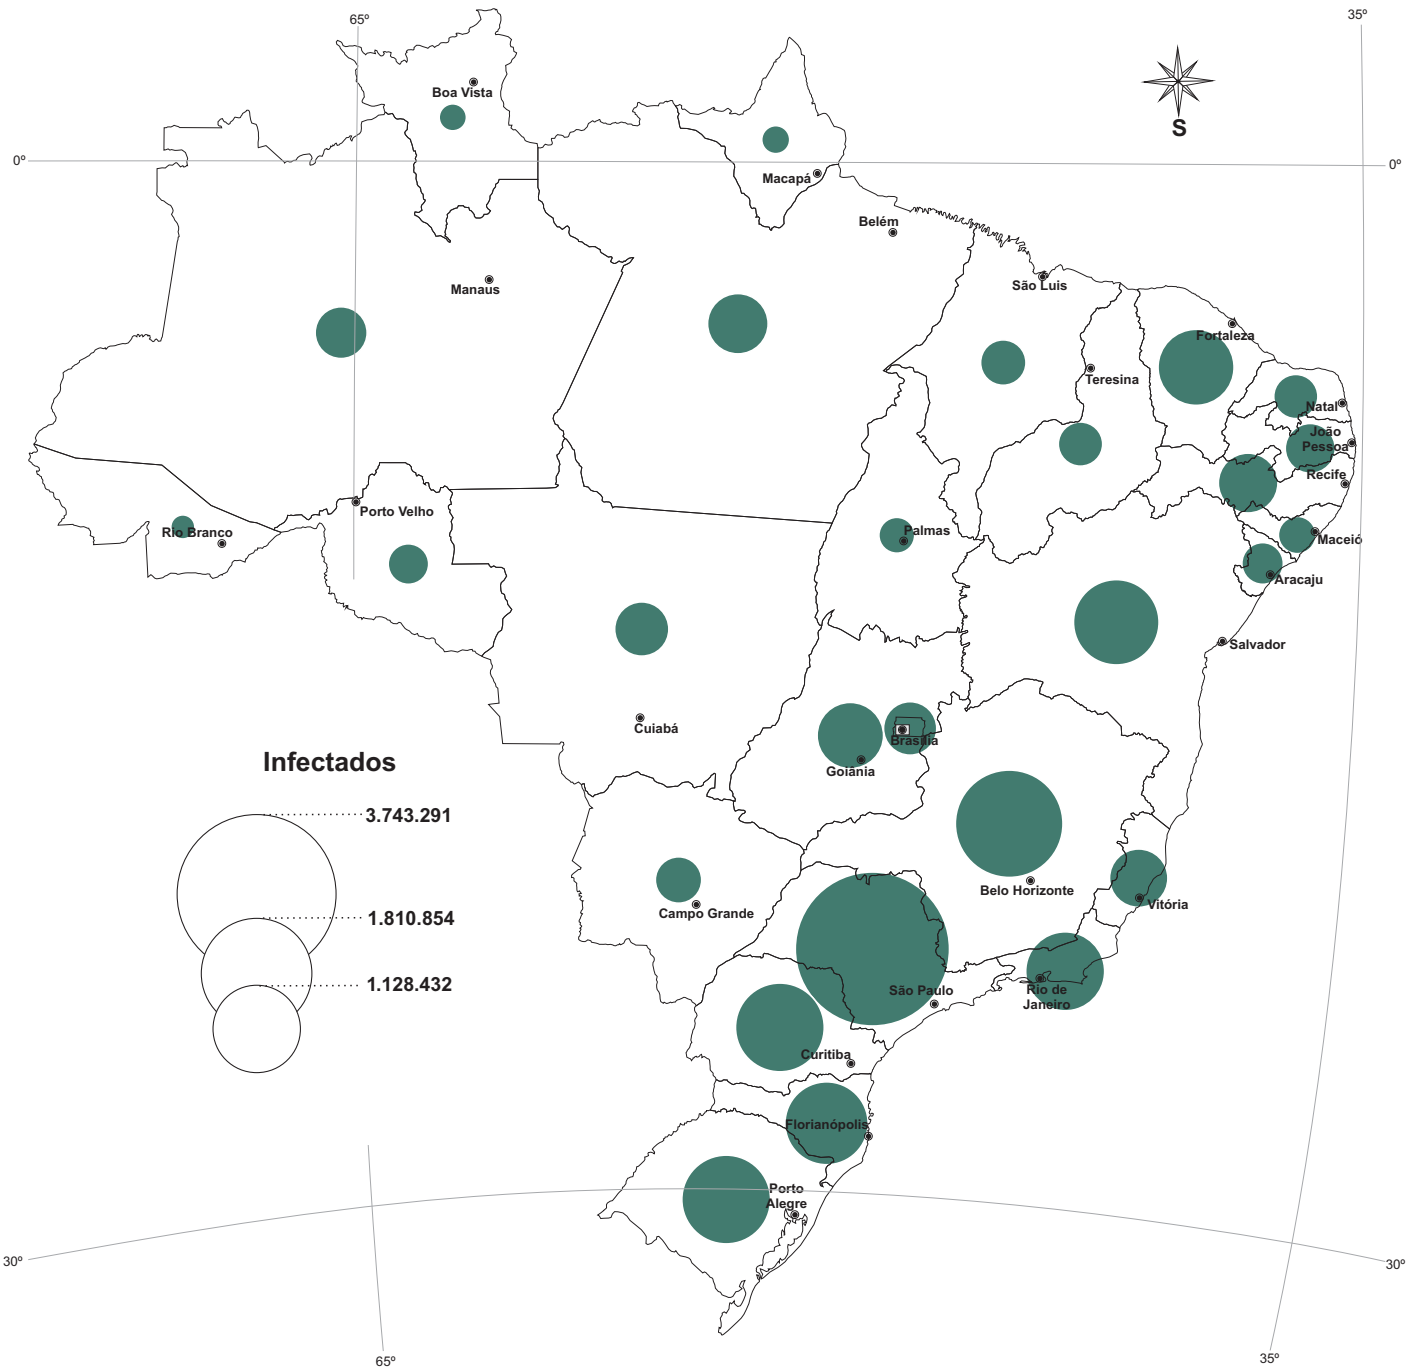 65º
35º
Boa Vista
S
0º
0º
Macapá
Belém
Manaus
São Luis
Fortaleza
Teresina
Natal
João
Pessoa
Recife
Porto Velho
Rio Branco
Palmas
Maceió
Aracaju
Salvador
Cuiabá
Brasília
Goiânia
Infectados
3.743.291
1.810.854
1.128.432
Belo Horizonte
Campo Grande
Vitória
São Paulo
Rio de
Janeiro
Curitiba
Florianópolis
Porto
Alegre
30º
30º
65º
35º